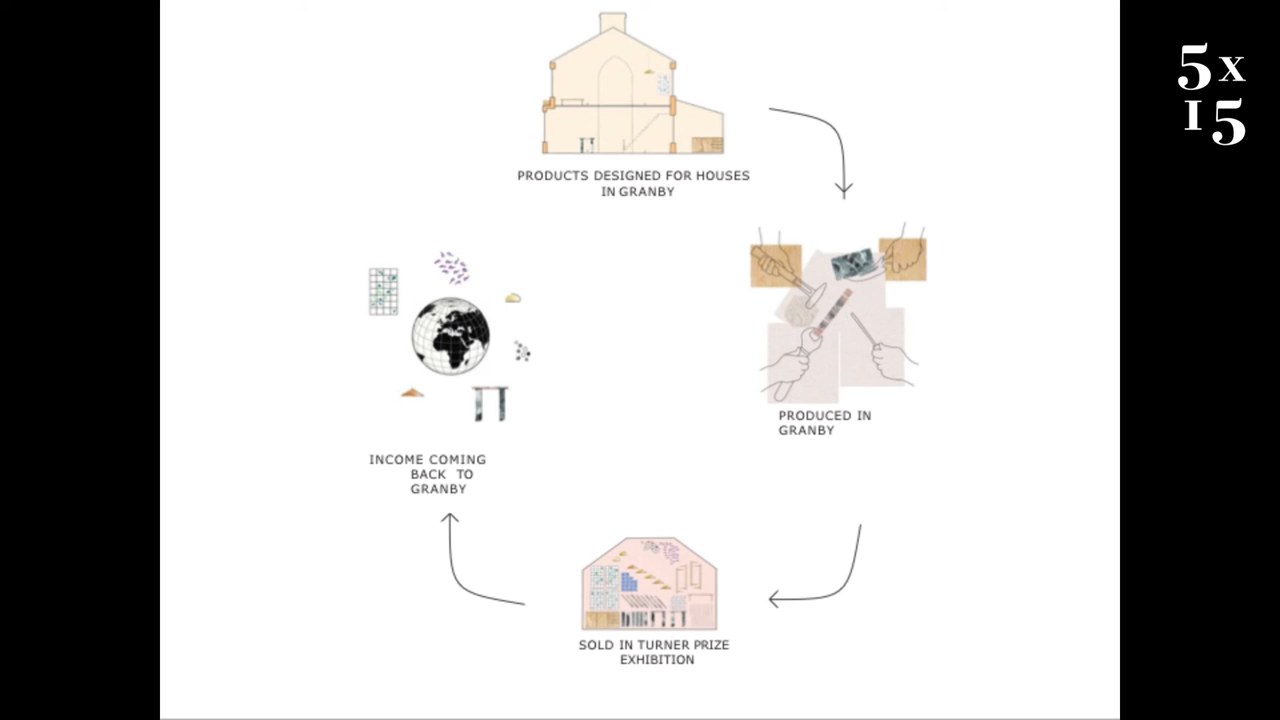 5x
15
PRODUCTS DESIGNED FOR HOUSES
IN GRANBY
PRODUCED IN
GRANBY
INCOME COMING
BACK TO
GRANBY
SOLD IN TURNER PRIZE
EXHIBITION